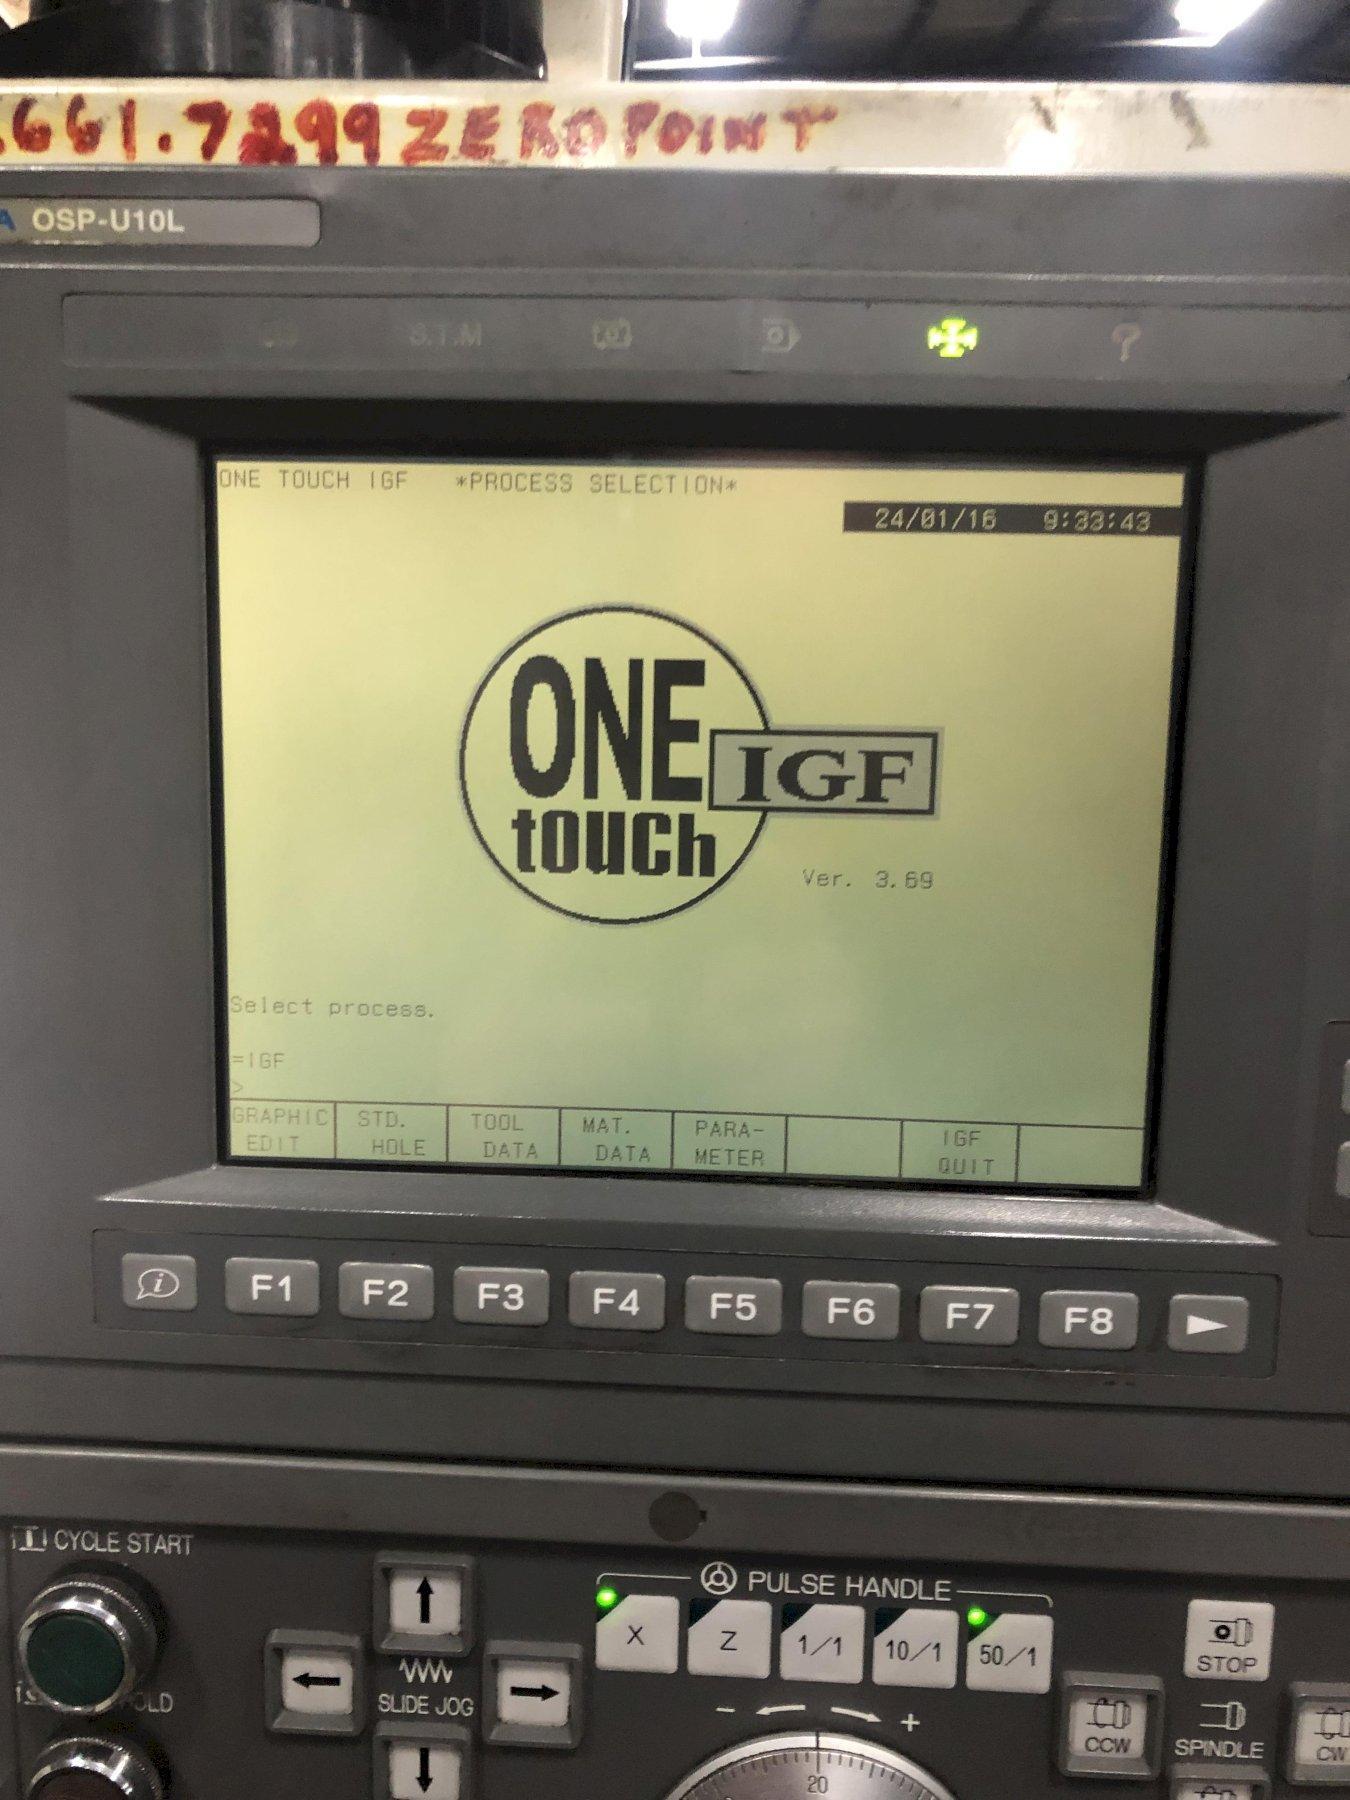 661.7299 ZERO POINT
A OSP-U10L
S.T.M
?
ONE TOUCH IGF *PROCESS SELECTION*
24/01/16 9:33:43
ONE
touch
IGF
Ver. 3.69
Select process.
=IGF
>
GRAPHIC EDIT
STD. HOLE
TOOL DATA
MAT. DATA
PARA-METER
IGF QUIT
i F1 F2 F3 F4 F5 F6 F7 F8
CYCLE START
PULSE HANDLE
X Z 1/1 10/1 50/1
STOP
SLIDE JOG
- +
CCW SPINDLE CW
20